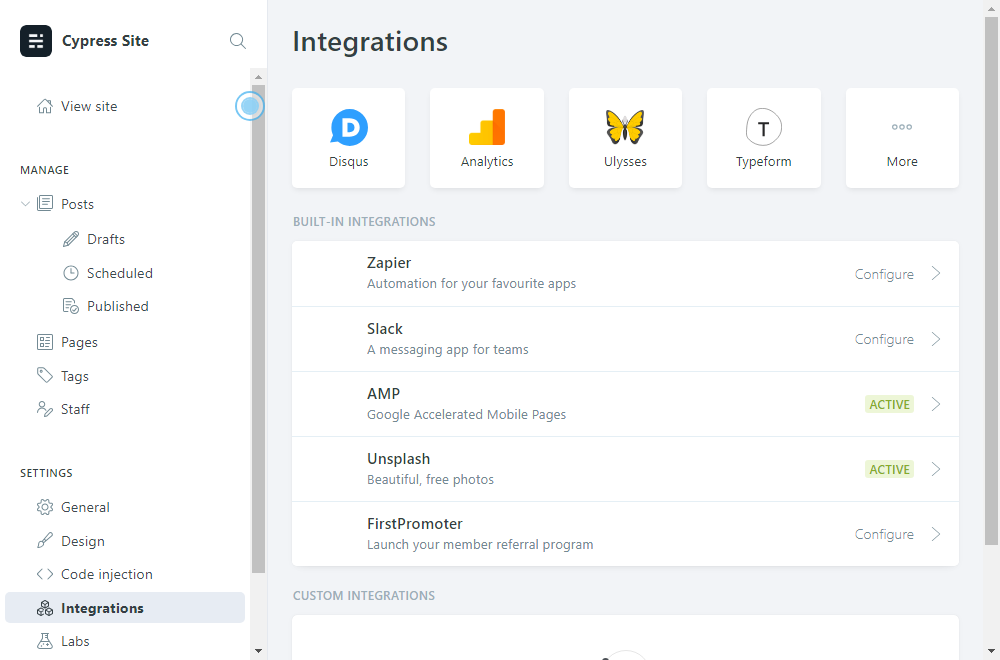 Cypress Site
View site
MANAGE
Posts
Drafts
Scheduled
Published
Pages
Tags
Staff
SETTINGS
General
Design
Code injection
Integrations
Labs
Integrations
Disqus
Analytics
Ulysses
T
Typeform
More
BUILT-IN INTEGRATIONS
Zapier
Automation for your favourite apps
Configure
Slack
A messaging app for teams
Configure
AMP
Google Accelerated Mobile Pages
ACTIVE
Unsplash
Beautiful, free photos
ACTIVE
FirstPromoter
Launch your member referral program
Configure
CUSTOM INTEGRATIONS